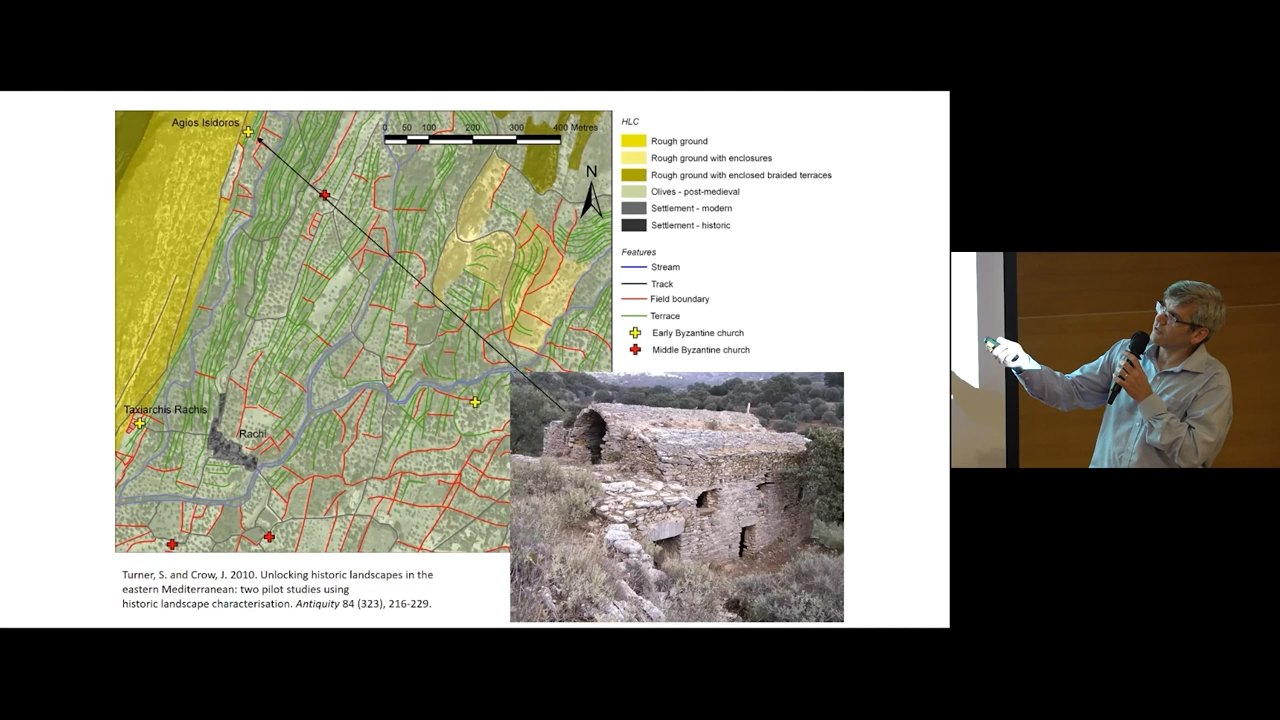 Agios Isidoros
0 50 100 200 300 400 Metres
N
Taxiarchis Rachis
Rachi
HLC
Rough ground
Rough ground with enclosures
Rough ground with enclosed braided terraces
Olives - post-medieval
Settlement - modern
Settlement - historic
Features
Stream
Track
Field boundary
Terrace
Early Byzantine church
Middle Byzantine church
Turner, S. and Crow, J. 2010. Unlocking historic landscapes in the
eastern Mediterranean: two pilot studies using
historic landscape characterisation. Antiquity 84 (323), 216-229.